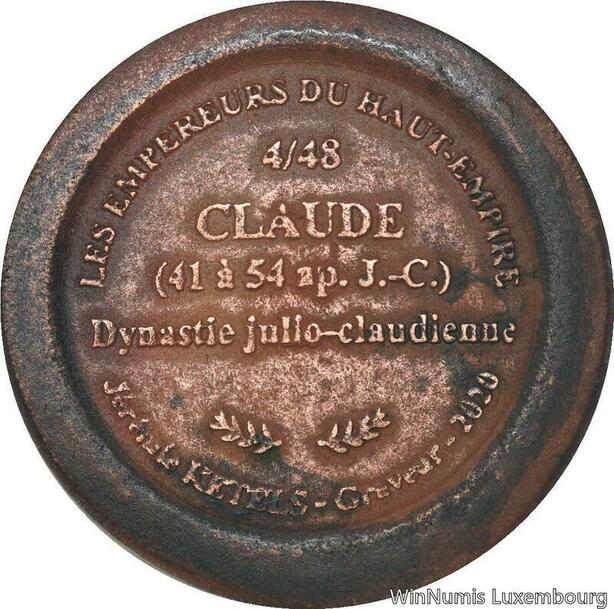 LES EMPEREURS DU HAUT-EMPIRE
4/48
CLAUDE
(41 à 54 ap. J.-C.)
Dynastie julio-claudienne
KETELS - Graveur - 2020
WinNumis Luxembourg